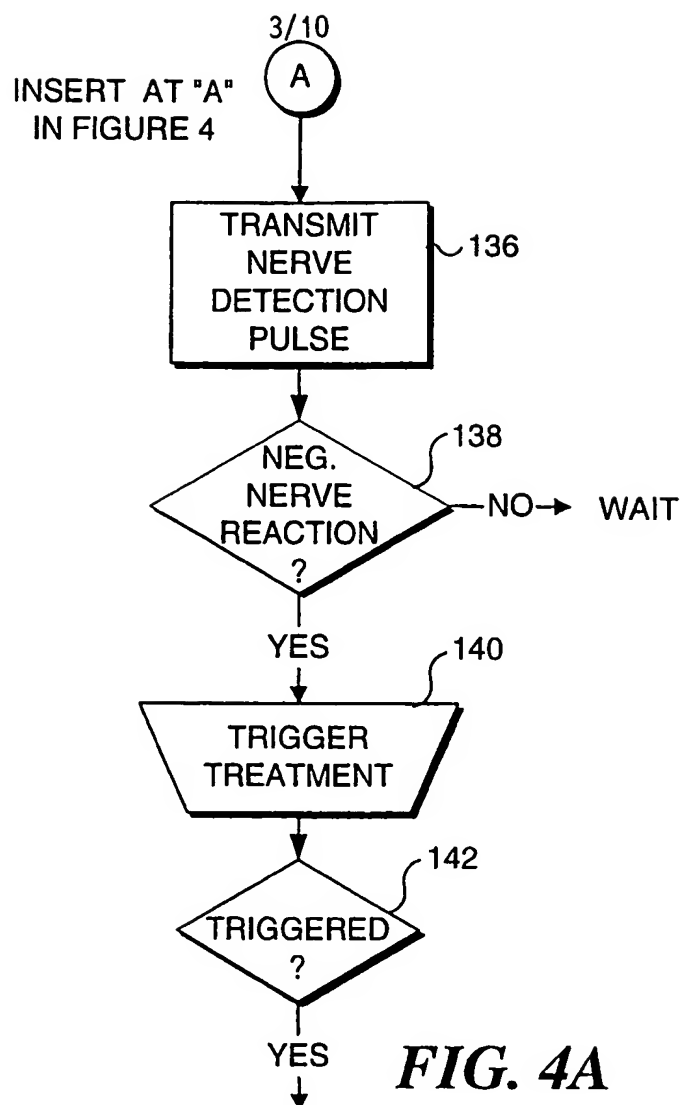 3/10
A
INSERT AT "A"
IN FIGURE 4
TRANSMIT
NERVE
DETECTION
PULSE
136
138
NEG.
NERVE
REACTION
?
NO
WAIT
YES
140
TRIGGER
TREATMENT
142
TRIGGERED
?
YES
FIG. 4A